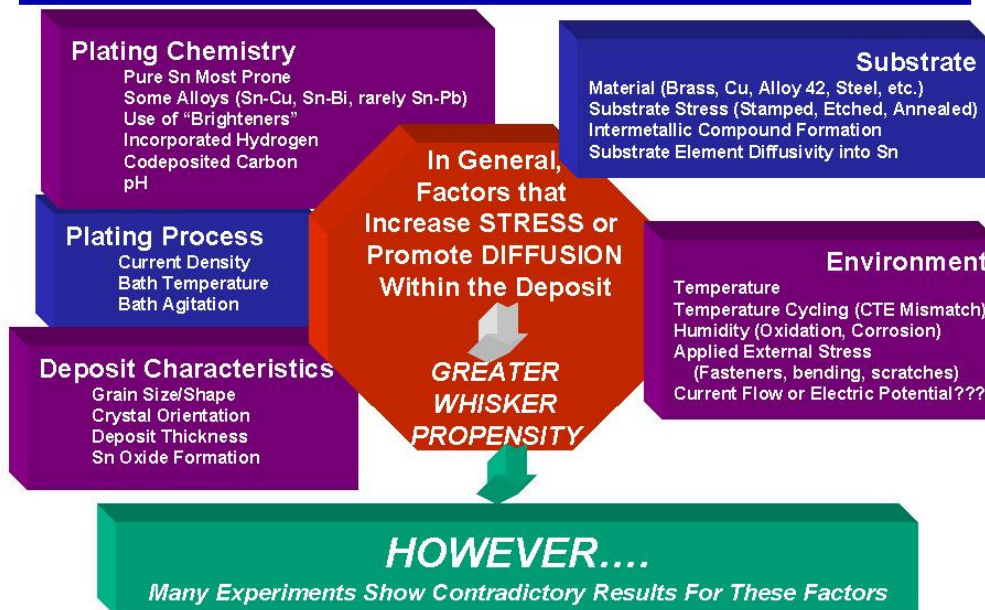 Plating Chemistry
Pure Sn Most Prone
Some Alloys (Sn-Cu, Sn-Bi, rarely Sn-Pb)
Use of "Brighteners"
Incorporated Hydrogen
Codeposited Carbon
pH
Plating Process
Current Density
Bath Temperature
Bath Agitation
Deposit Characteristics
Grain Size/Shape
Crystal Orientation
Deposit Thickness
Sn Oxide Formation
In General,
Factors that
Increase STRESS or
Promote DIFFUSION
Within the Deposit
GREATER
WHISKER
PROPENSITY
Substrate
Material (Brass, Cu, Alloy 42, Steel, etc.)
Substrate Stress (Stamped, Etched, Annealed)
Intermetallic Compound Formation
Substrate Element Diffusivity into Sn
Environment
Temperature
Temperature Cycling (CTE Mismatch)
Humidity (Oxidation, Corrosion)
Applied External Stress
(Fasteners, bending, scratches)
Current Flow or Electric Potential???
HOWEVER....
Many Experiments Show Contradictory Results For These Factors